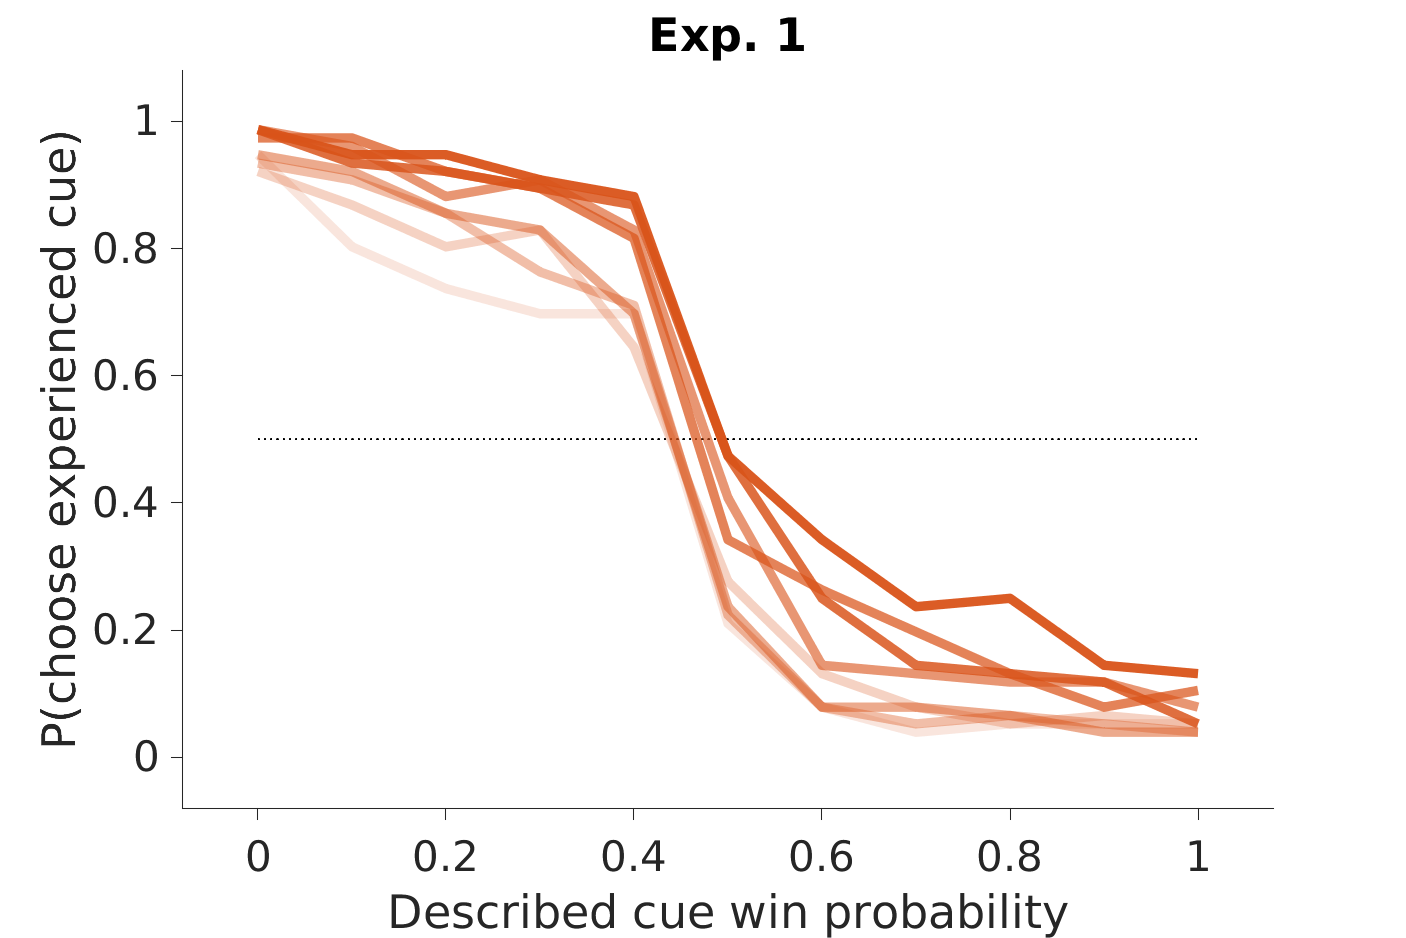 Exp. 1
P(choose experienced cue)
1
0.8
0.6
0.4
0.2
0
0 0.2 0.4 0.6 0.8 1
Described cue win probability